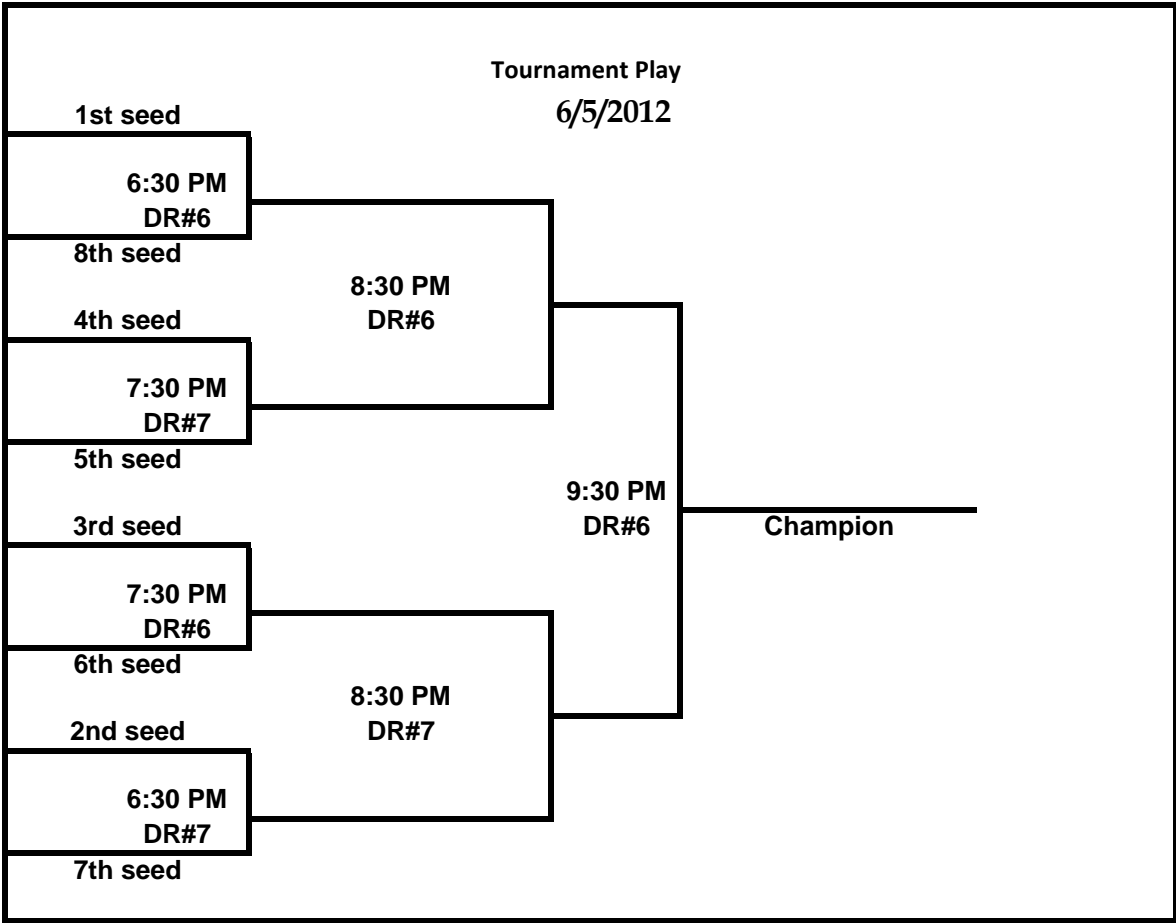 Tournament Play
6/5/2012
1st seed
6:30 PM
DR#6
8th seed
8:30 PM
DR#6
4th seed
7:30 PM
DR#7
5th seed
9:30 PM
DR#6
Champion
3rd seed
7:30 PM
DR#6
6th seed
8:30 PM
DR#7
2nd seed
6:30 PM
DR#7
7th seed